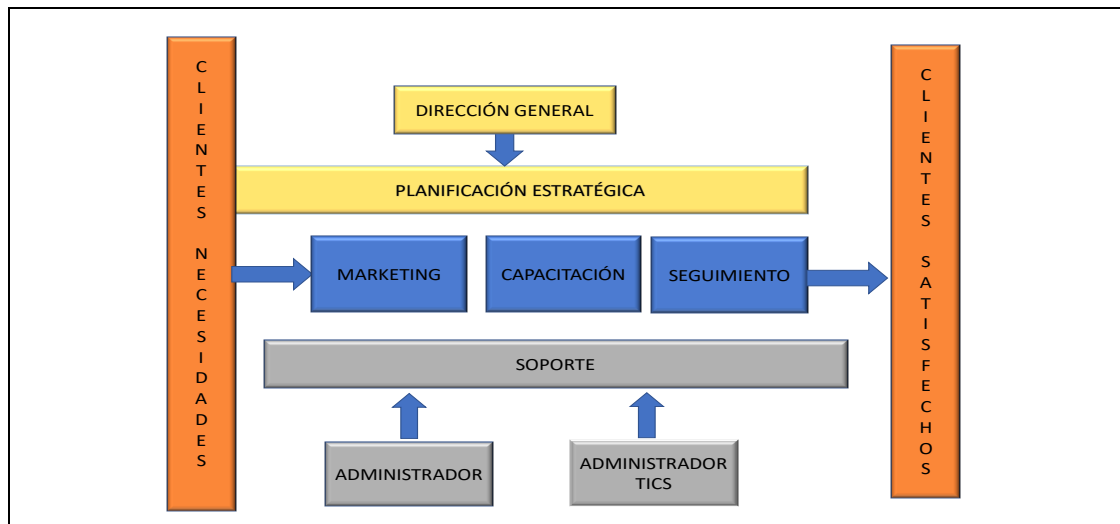 CLIENTES NECESIDADES
DIRECCIÓN GENERAL
PLANIFICACIÓN ESTRATÉGICA
MARKETING
CAPACITACIÓN
SEGUIMIENTO
SOPORTE
ADMINISTRADOR
ADMINISTRADOR
TICS
CLIENTES SATISFECHOS